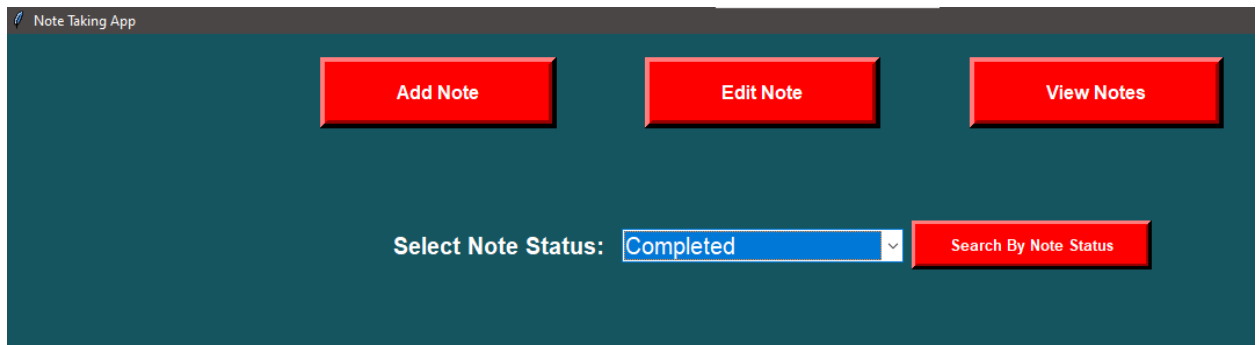 Note Taking App
Add Note
Edit Note
View Notes
Select Note Status:
Completed
Search By Note Status